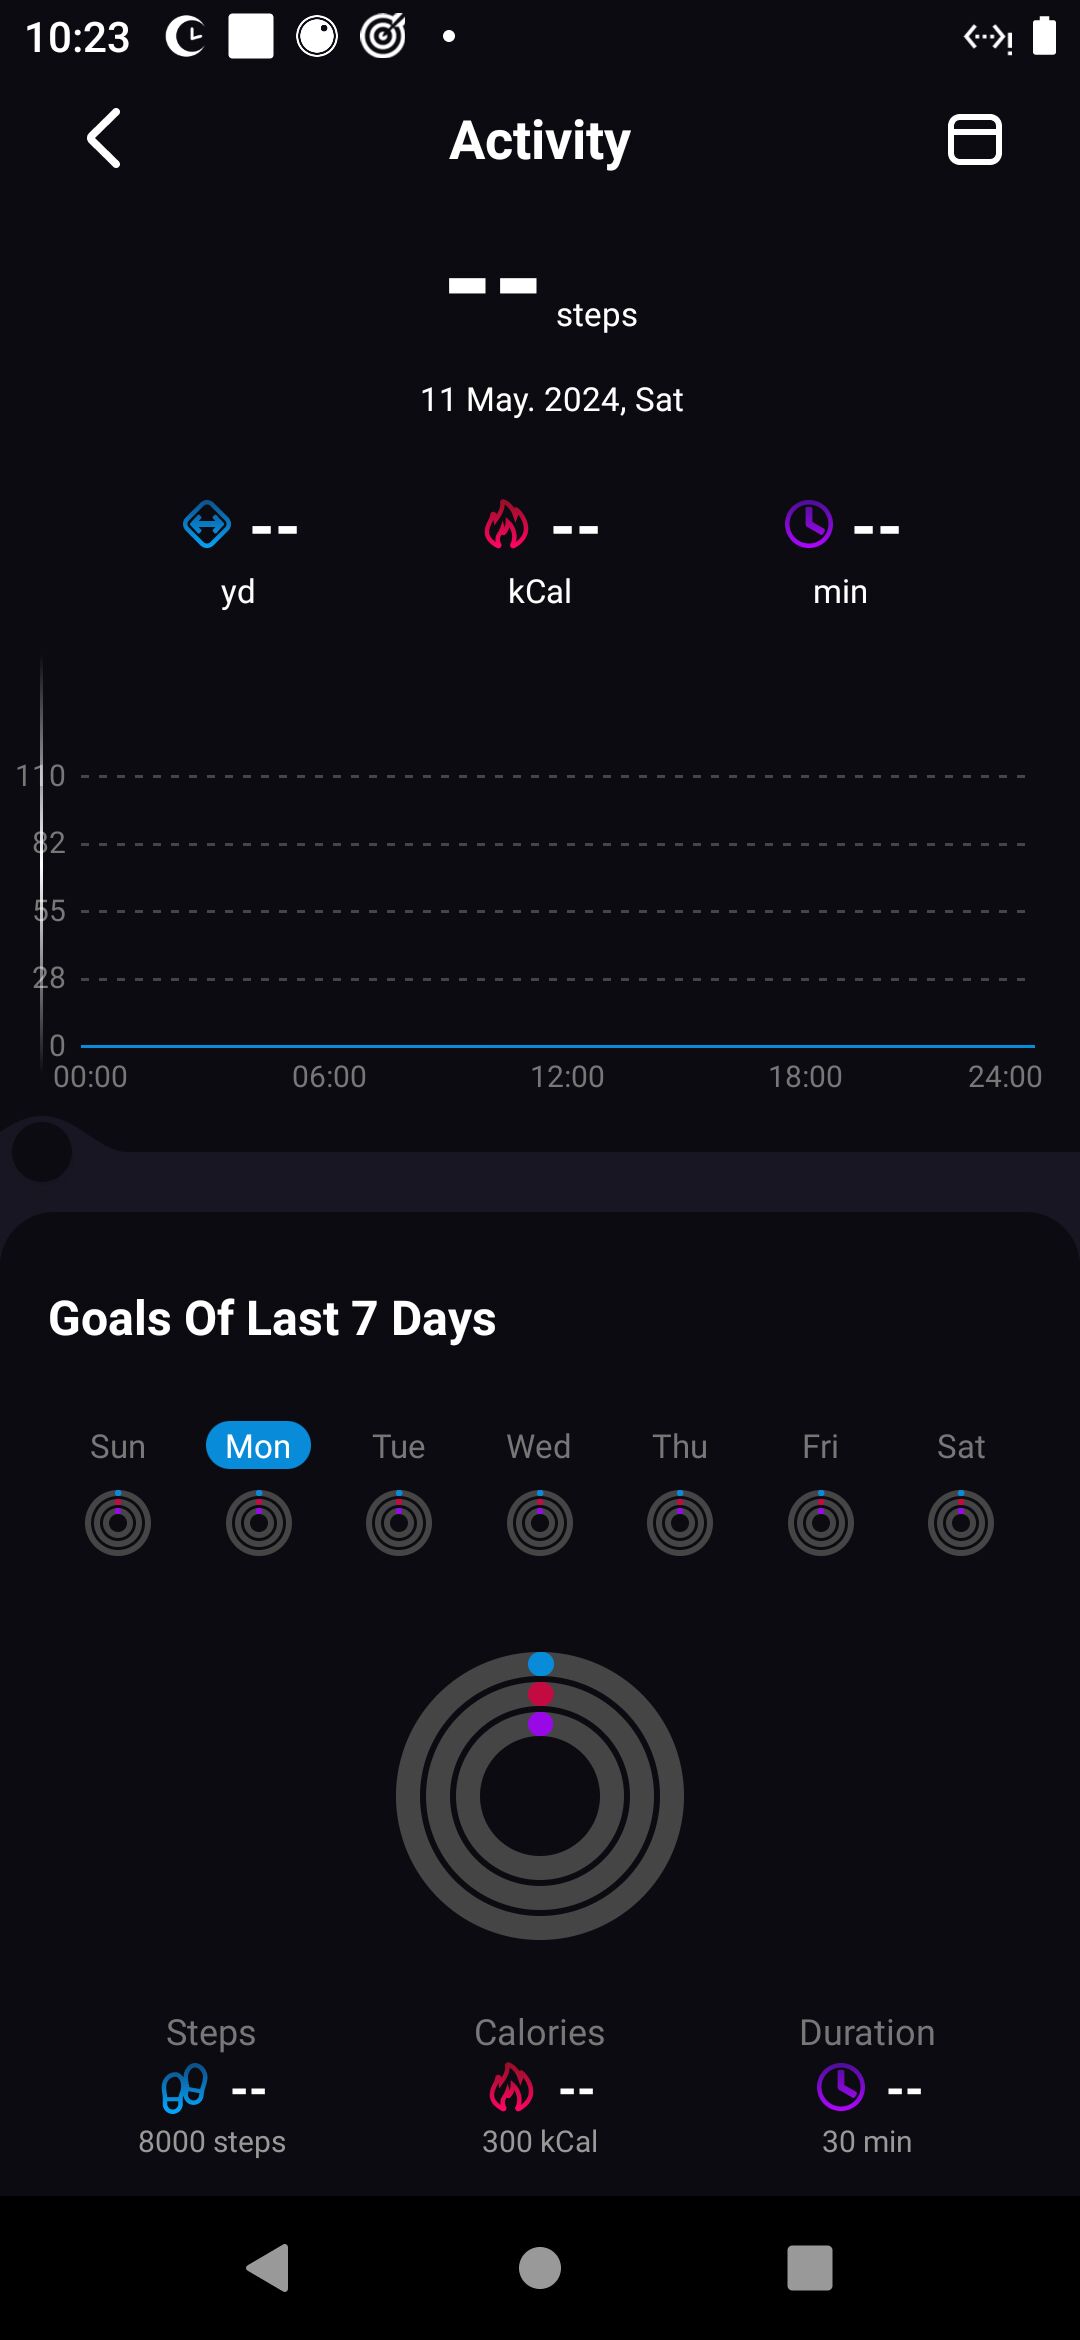 10:23
Activity
-- steps
11 May. 2024, Sat
-- -- --
yd kCal min
110
82
55
28
0
00:00 06:00 12:00 18:00 24:00
Goals Of Last 7 Days
Sun Mon Tue Wed Thu Fri Sat
Steps Calories Duration
-- -- --
8000 steps 300 kCal 30 min